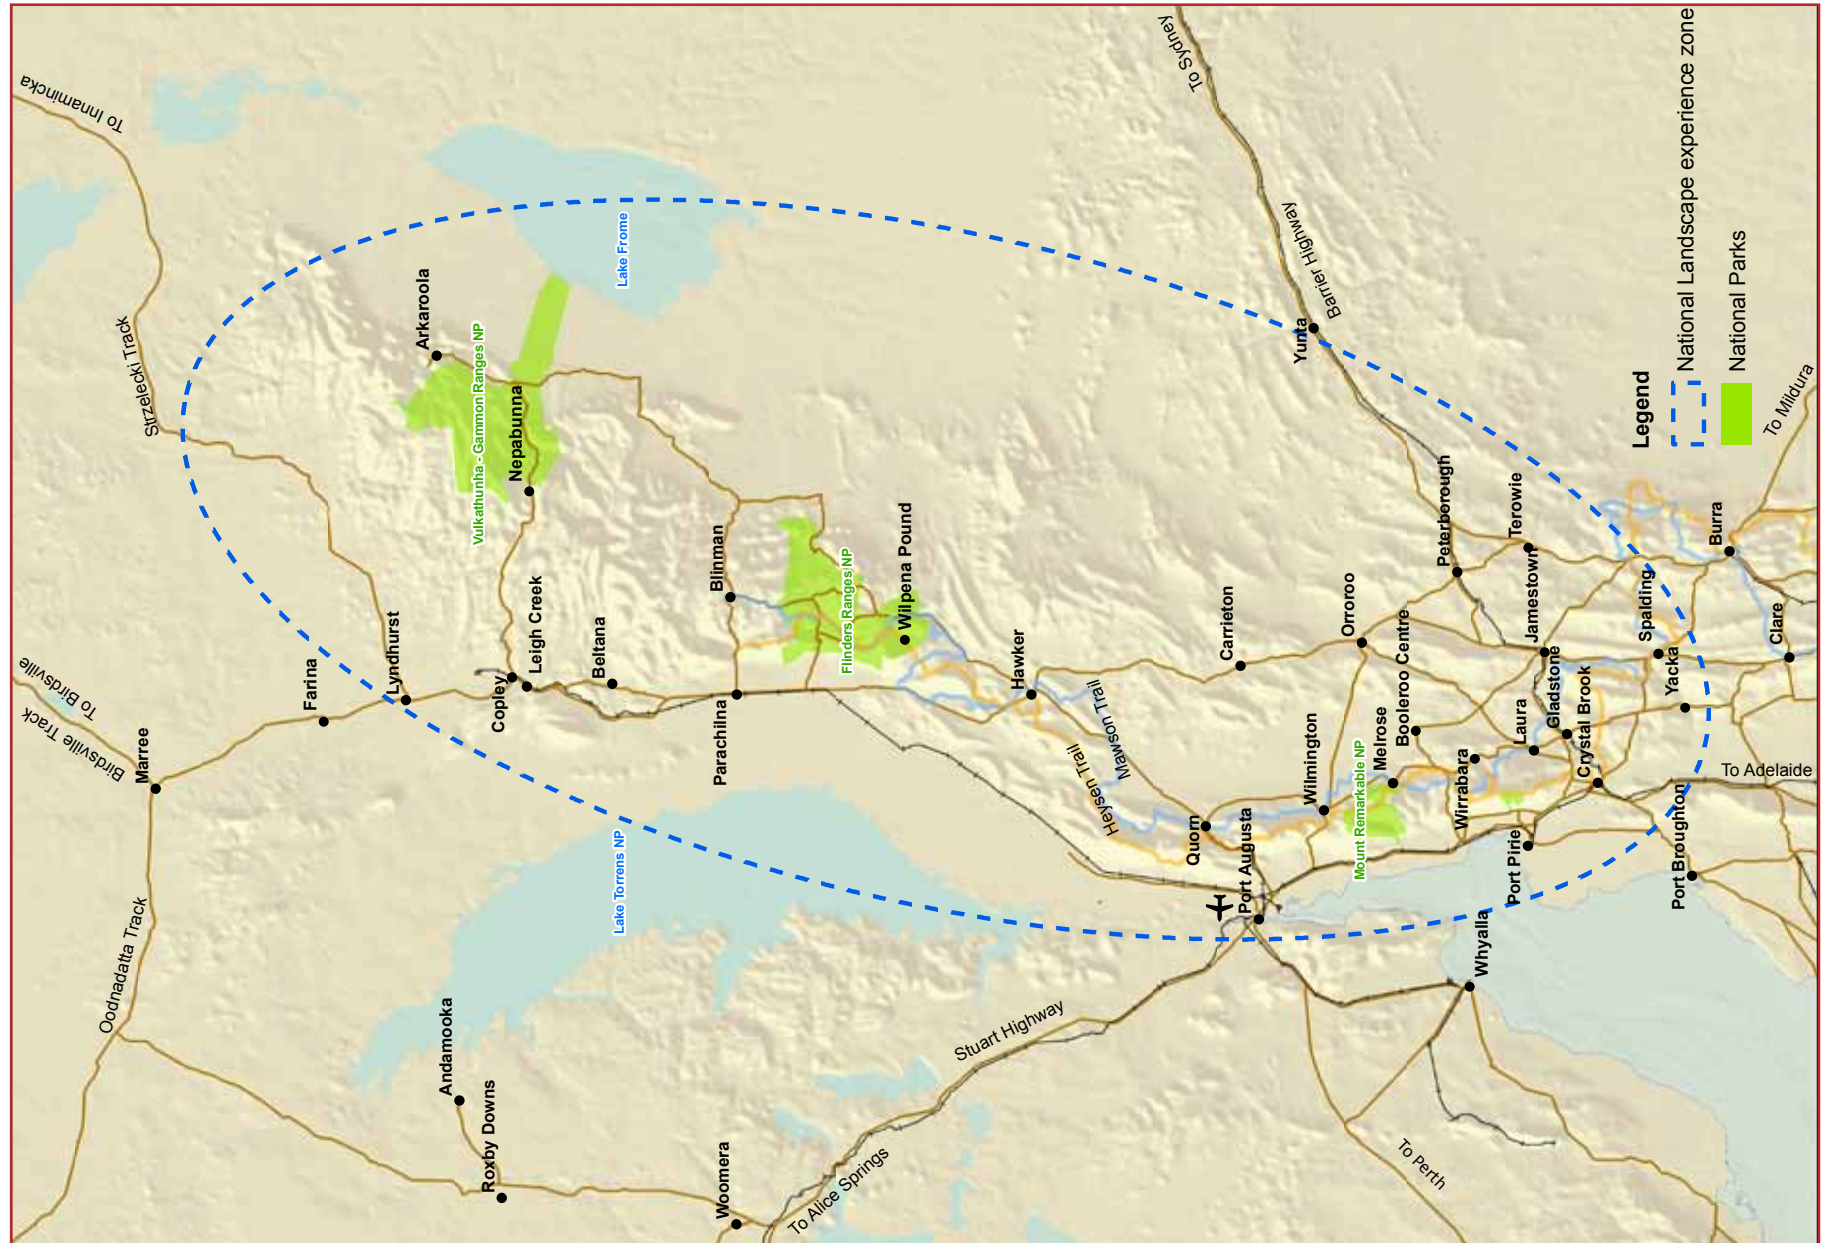 To Innamincka
Strzelecki Track
To Birdsville
Birdsville Track
Marree
Farina
Lyndhurst
Oodnadatta Track
Arkaroola
Vulkathunha - Gammon Ranges NP
Nepabunna
Lake Frome
Copley
Leigh Creek
Beltana
Blinman
Parachilna
Flinders Ranges NP
Wilpena Pound
Lake Torrens NP
Andamooka
Roxby Downs
Woomera
To Alice Springs
Stuart Highway
Hawker
Heysen Trail
Mawson Trail
Carrieton
Quorn
Port Augusta
Wilmington
Orroroo
Mount Remarkable NP
Melrose
Booleroo Centre
Wirrabara
Peterborough
Terowie
Jamestown
Laura
Gladstone
Crystal Brook
Port Pirie
Whyalla
Spalding
Yacka
Port Broughton
Burra
Clare
To Adelaide
To Mildura
To Perth
Yunta
Barrier Highway
To Sydney
Legend
National Landscape experience zone
National Parks